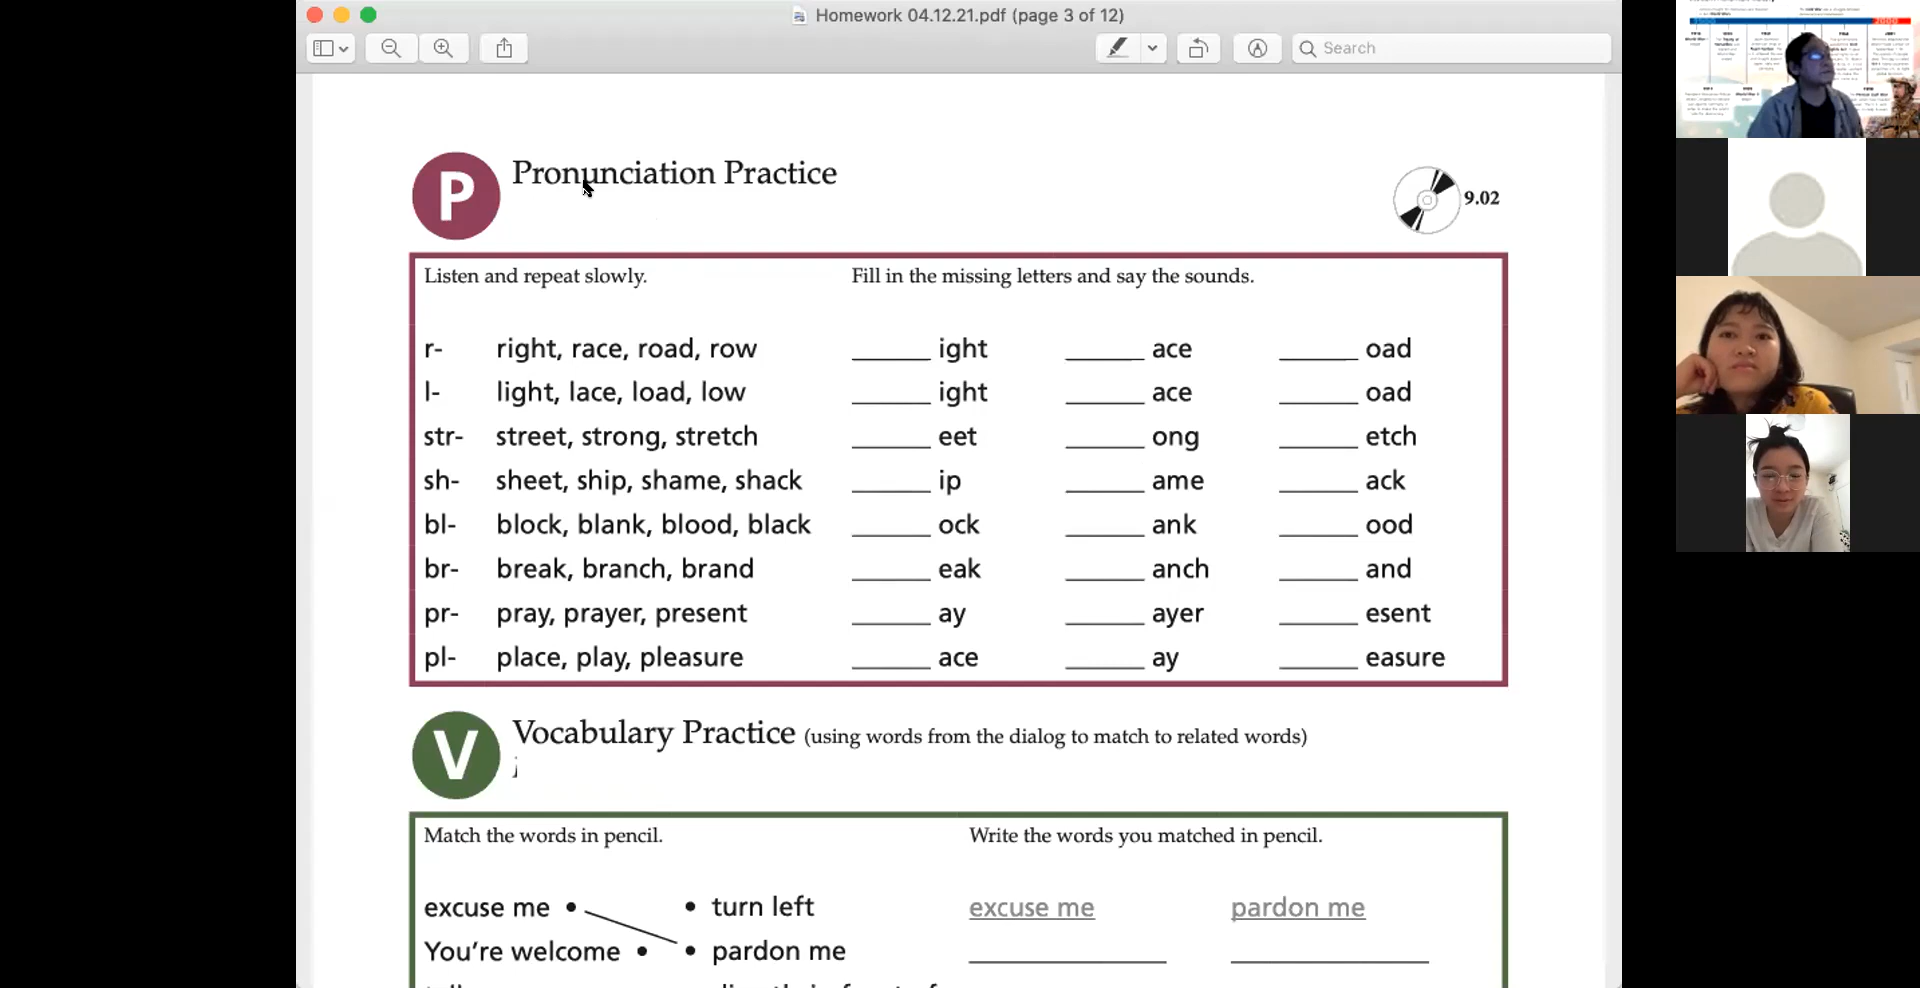 Homework 04.12.21.pdf (page 3 of 12)
Search
P
Pronunciation Practice
9.02
Listen and repeat slowly. Fill in the missing letters and say the sounds.
r- right, race, road, row ______ ight ______ ace ______ oad
l- light, lace, load, low ______ ight ______ ace ______ oad
str- street, strong, stretch ______ eet ______ ong ______ etch
sh- sheet, ship, shame, shack ______ ip ______ ame ______ ack
bl- block, blank, blood, black ______ ock ______ ank ______ ood
br- break, branch, brand ______ eak ______ anch ______ and
pr- pray, prayer, present ______ ay ______ ayer ______ esent
pl- place, play, pleasure ______ ace ______ ay ______ easure
V
Vocabulary Practice (using words from the dialog to match to related words)
Match the words in pencil. Write the words you matched in pencil.
excuse me • • turn left excuse me pardon me
You're welcome • • pardon me